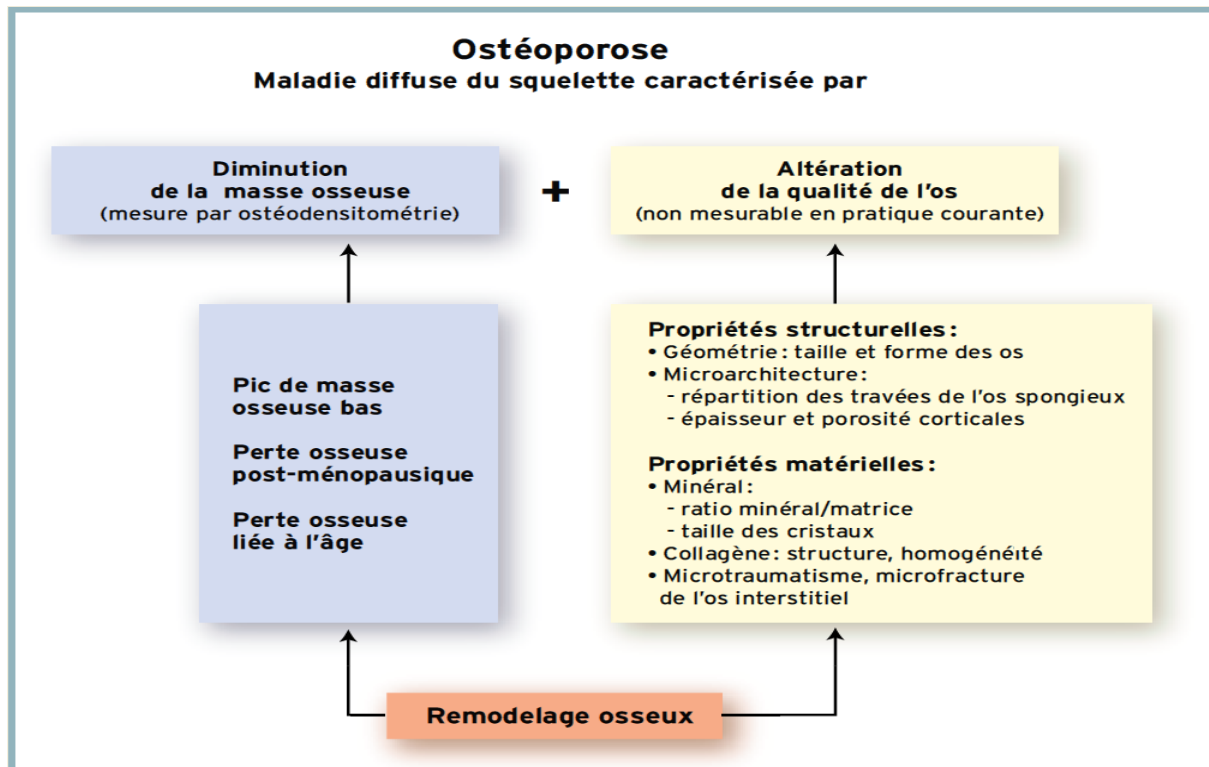 Ostéoporose
Maladie diffuse du squelette caractérisée par
Diminution
de la masse osseuse
(mesure par ostéodensitométrie)
+
Altération
de la qualité de l'os
(non mesurable en pratique courante)
Pic de masse
osseuse bas
Perte osseuse
post-ménopausique
Perte osseuse
liée à l'âge
Propriétés structurelles :
• Géométrie : taille et forme des os
• Microarchitecture :
- répartition des travées de l'os spongieux
- épaisseur et porosité corticales
Propriétés matérielles :
• Minéral :
- ratio minéral/matrice
- taille des cristaux
• Collagène : structure, homogénéité
• Microtraumatisme, microfracture
de l'os interstitiel
Remodelage osseux